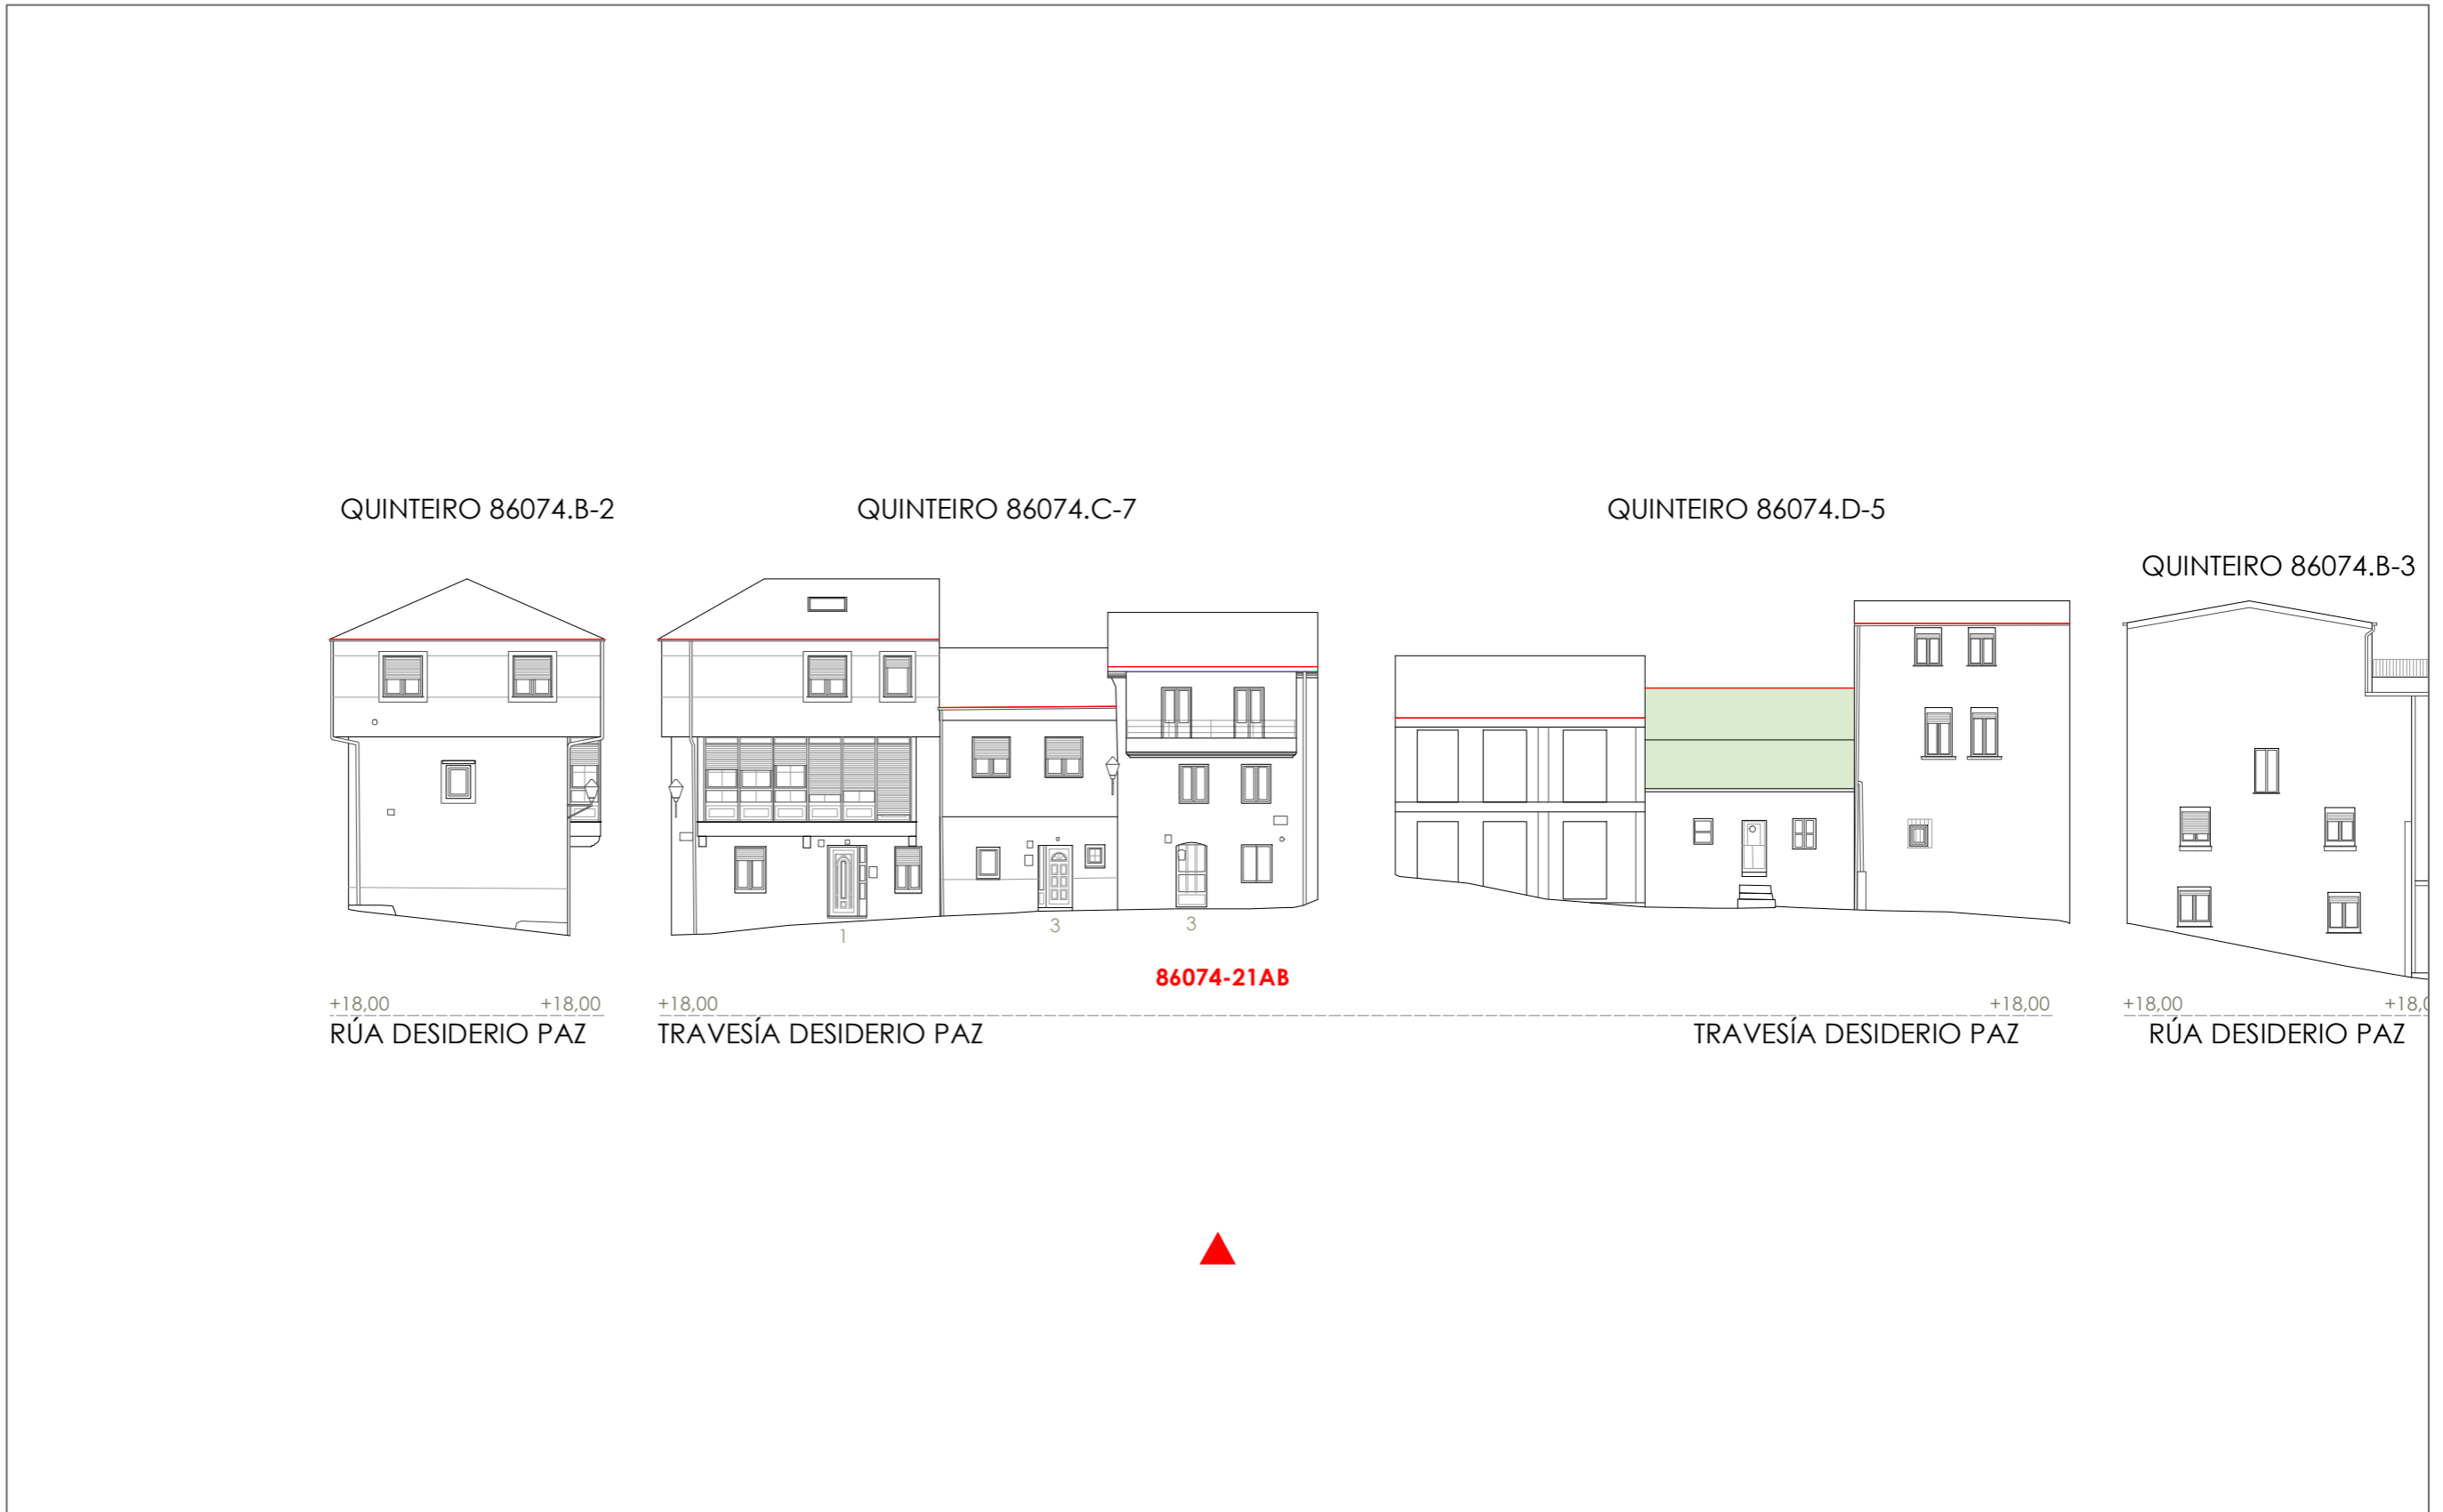 QUINTEIRO 86074.B-2
QUINTEIRO 86074.C-7
QUINTEIRO 86074.D-5
QUINTEIRO 86074.B-3
1
3
3
86074-21AB
+18,00 +18,00 +18,00 +18,00 +18,00 +18,0
RÚA DESIDERIO PAZ
TRAVESÍA DESIDERIO PAZ
TRAVESÍA DESIDERIO PAZ
RÚA DESIDERIO PAZ